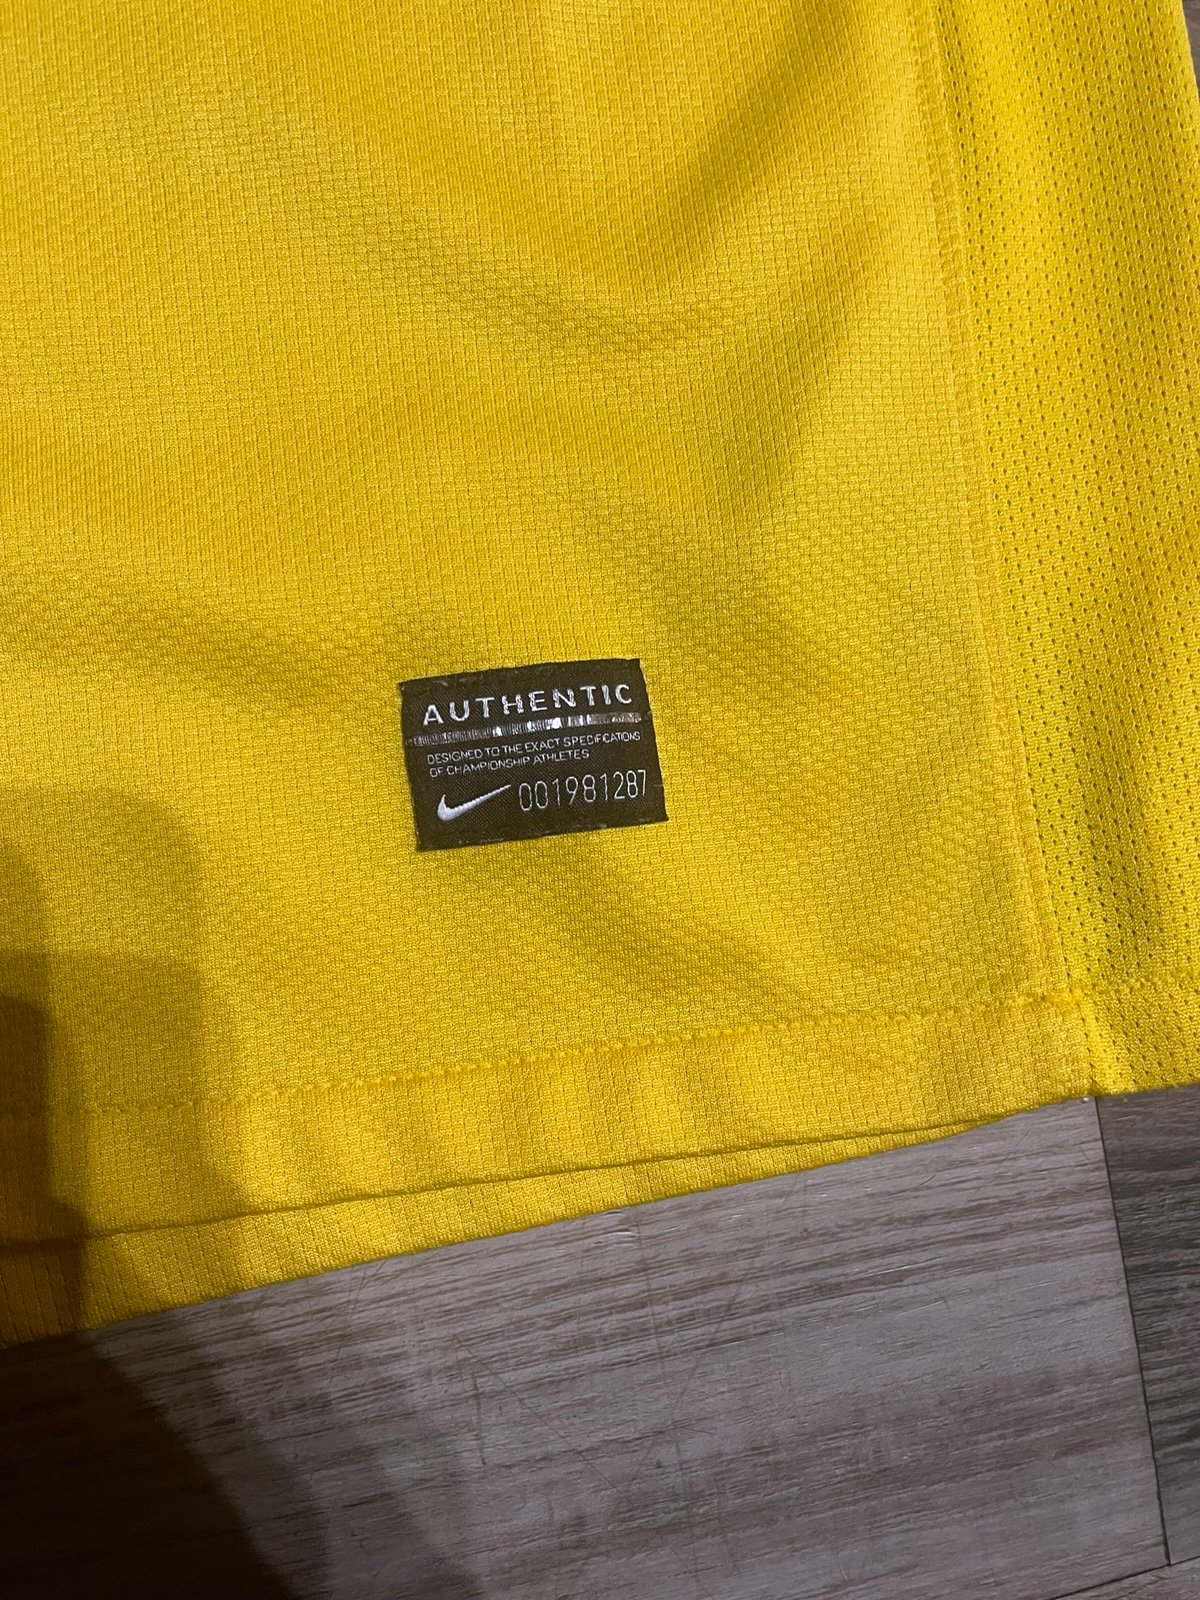 AUTHENTIC
DESIGNED TO THE EXACT SPECIFICATIONS
OF CHAMPIONSHIP ATHLETES
001981287